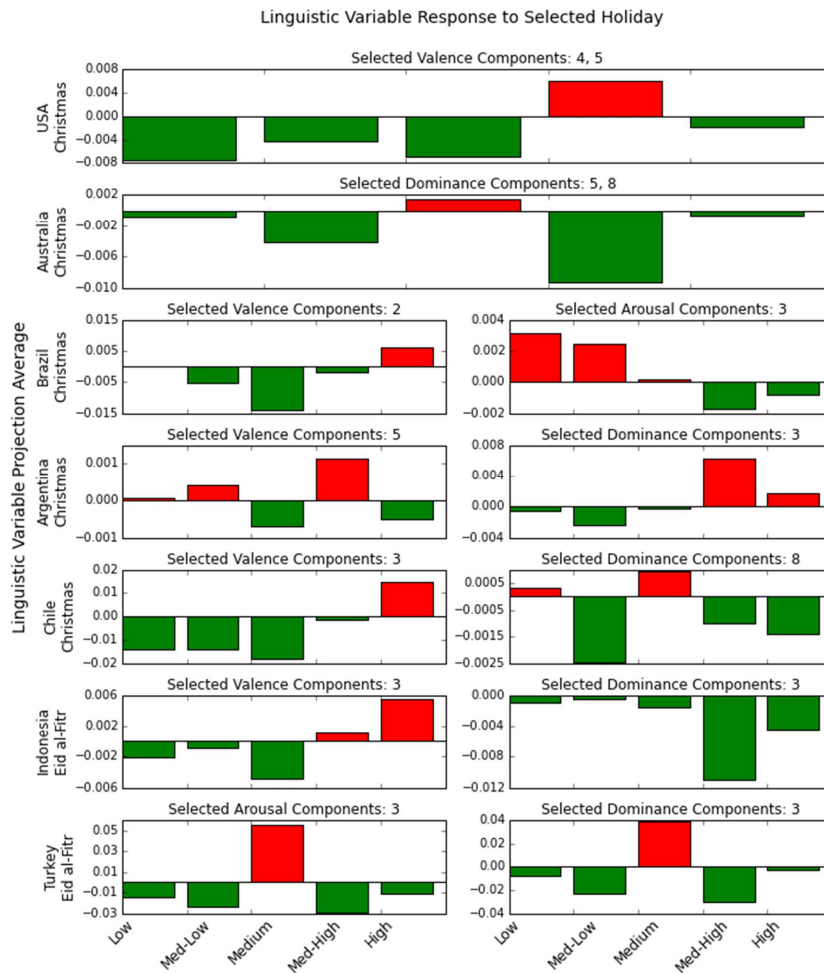 Linguistic Variable Response to Selected Holiday
Linguistic Variable Projection Average
Selected Valence Components: 4, 5
USA
Christmas
0.008
0.004
0.000
−0.004
−0.008
Selected Dominance Components: 5, 8
Australia
Christmas
0.002
−0.002
−0.006
−0.010
Selected Valence Components: 2
Brazil
Christmas
0.015
0.005
−0.005
−0.015
Selected Arousal Components: 3
0.004
0.002
0.000
−0.002
Selected Valence Components: 5
Argentina
Christmas
0.001
0.000
−0.001
Selected Dominance Components: 3
0.008
0.004
0.000
−0.004
Selected Valence Components: 3
Chile
Christmas
0.02
0.01
0.00
−0.01
−0.02
Selected Dominance Components: 8
0.0005
−0.0005
−0.0015
−0.0025
Selected Valence Components: 3
Indonesia
Eid al-Fitr
0.006
0.002
−0.002
−0.006
Selected Dominance Components: 3
0.000
−0.004
−0.008
−0.012
Selected Arousal Components: 3
Turkey
Eid al-Fitr
0.05
0.03
0.01
−0.01
−0.03
Selected Dominance Components: 3
0.04
0.02
0.00
−0.02
−0.04
Low
Med-Low
Medium
Med-High
High
Low
Med-Low
Medium
Med-High
High